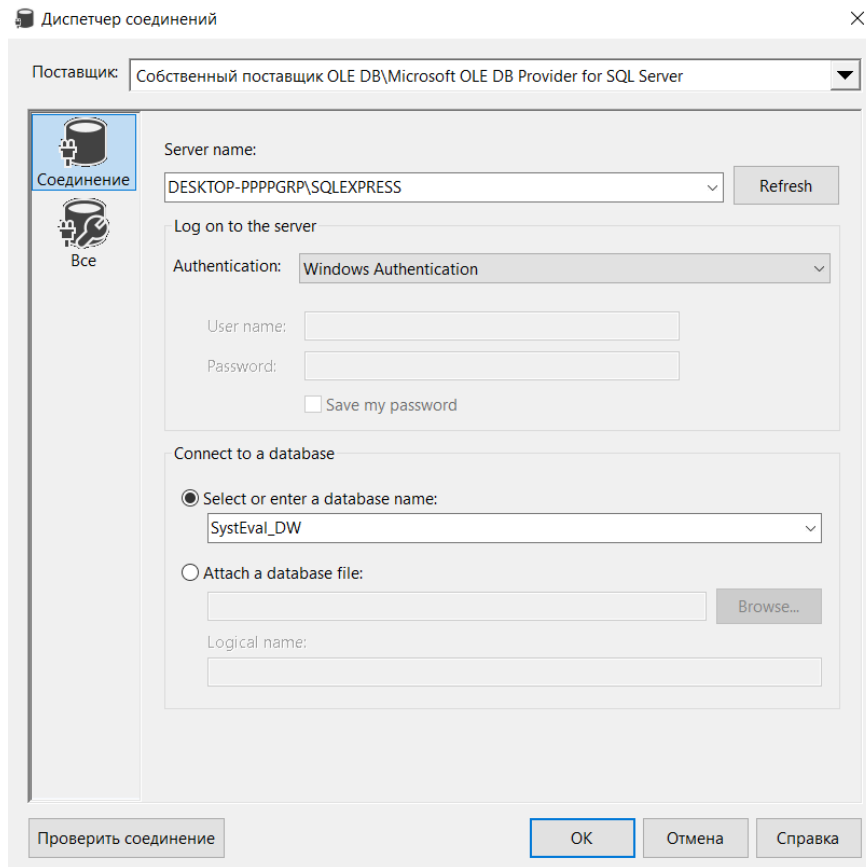 Диспетчер соединений
Поставщик: Собственный поставщик OLE DB\Microsoft OLE DB Provider for SQL Server
Соединение
Все
Server name:
DESKTOP-PPPPGRP\SQLEXPRESS
Refresh
Log on to the server
Authentication: Windows Authentication
User name:
Password:
Save my password
Connect to a database
Select or enter a database name:
SystEval_DW
Attach a database file:
Browse...
Logical name:
Проверить соединение
OK
Отмена
Справка